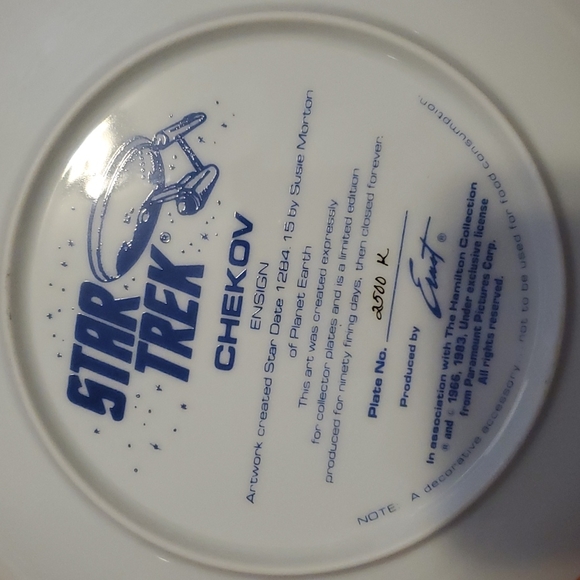 STAR
TREK
CHEKOV
ENSIGN
Artwork created Star Date 1284.15 by Susie Morton
of Planet Earth
This art was created expressly
for collector plates and is a limited edition
produced for ninety firing days, then closed forever.
Plate No. 2500 K
Produced by Ernst ®
In association with The Hamilton Collection
® and © 1966, 1983, Under exclusive license
from Paramount Pictures Corp.
All rights reserved.
NOTE A decorative accessory, not to be used for food consumption.